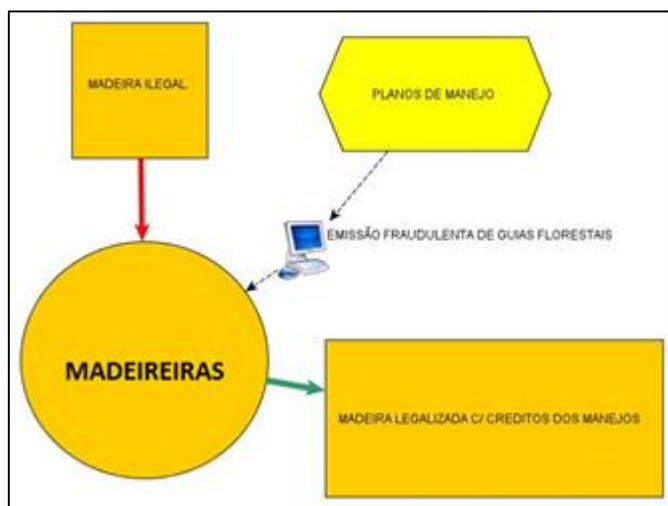 MADEIRA ILEGAL
PLANOS DE MANEJO
EMISSÃO FRAUDULENTA DE GUIAS FLORESTAIS
MADEIREIRAS
MADEIRA LEGALIZADA C/ CREDITOS DOS MANEJOS